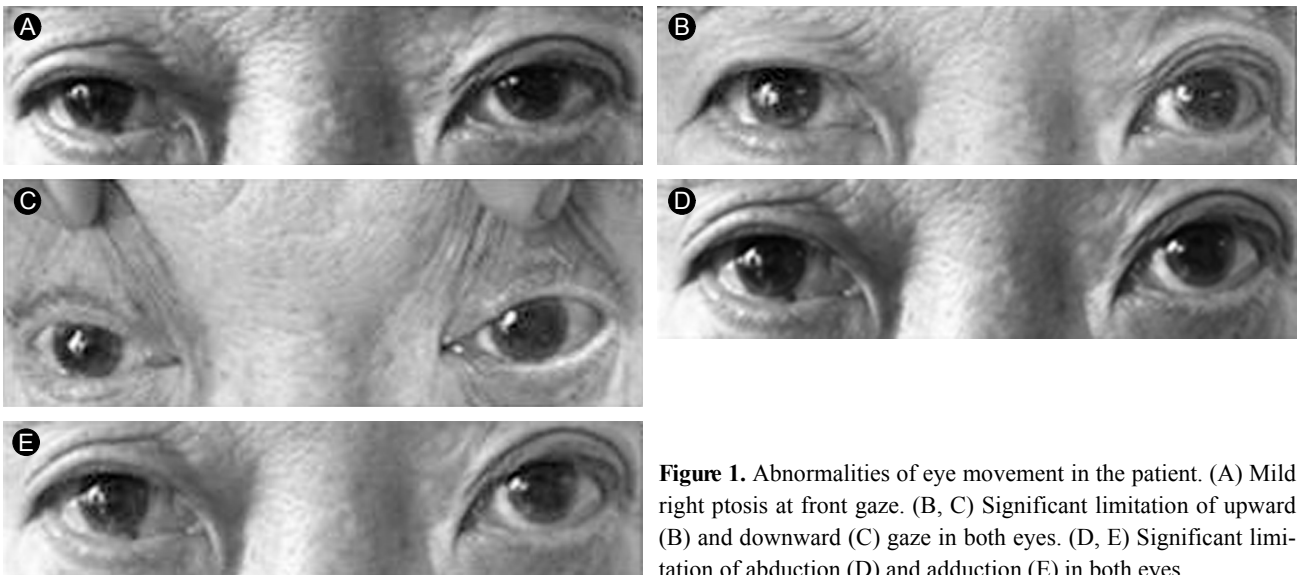 A
B
C
D
E
Figure 1. Abnormalities of eye movement in the patient. (A) Mild
right ptosis at front gaze. (B, C) Significant limitation of upward
(B) and downward (C) gaze in both eyes. (D, E) Significant limi-
tation of abduction (D) and adduction (E) in both eyes